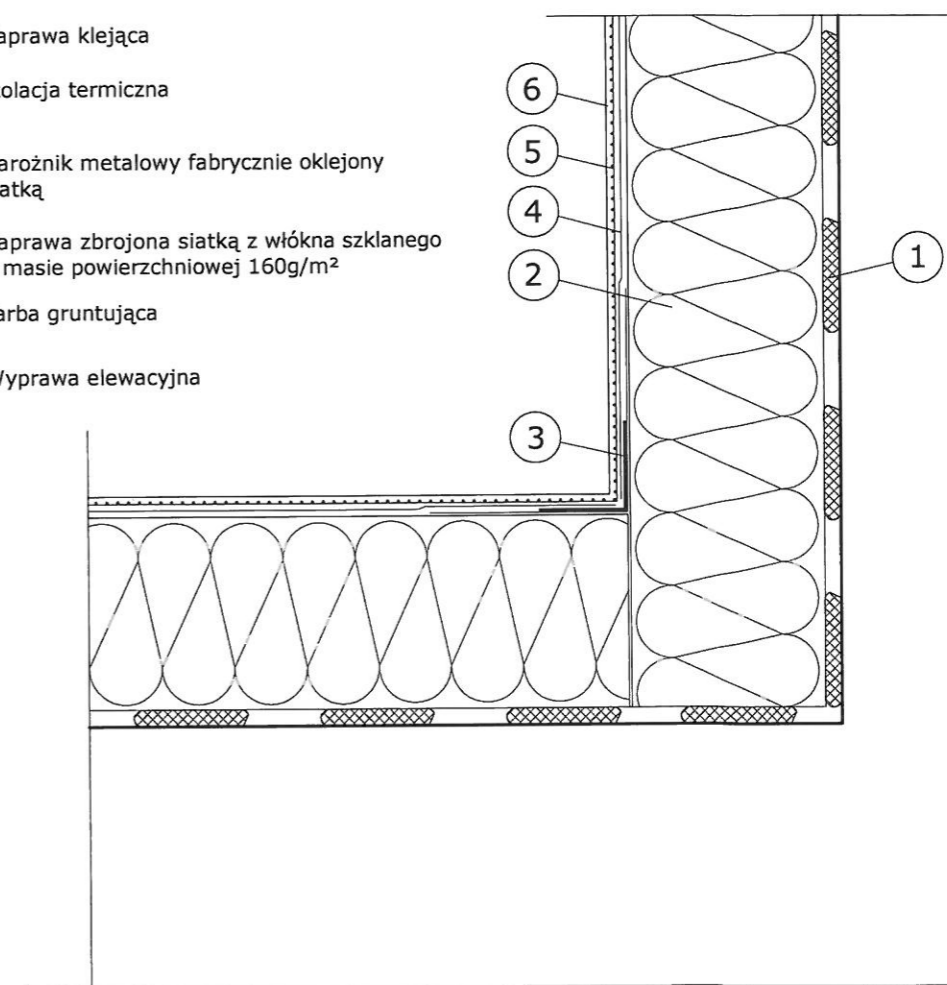 aprawa klejąca
olacja termiczna
arożnik metalowy fabrycznie oklejony
atką
aprawa zbrojona siatką z włókna szklanego
masie powierzchniowej 160g/m²
arba gruntująca
Wyprawa elewacyjna
6
5
4
2
1
3